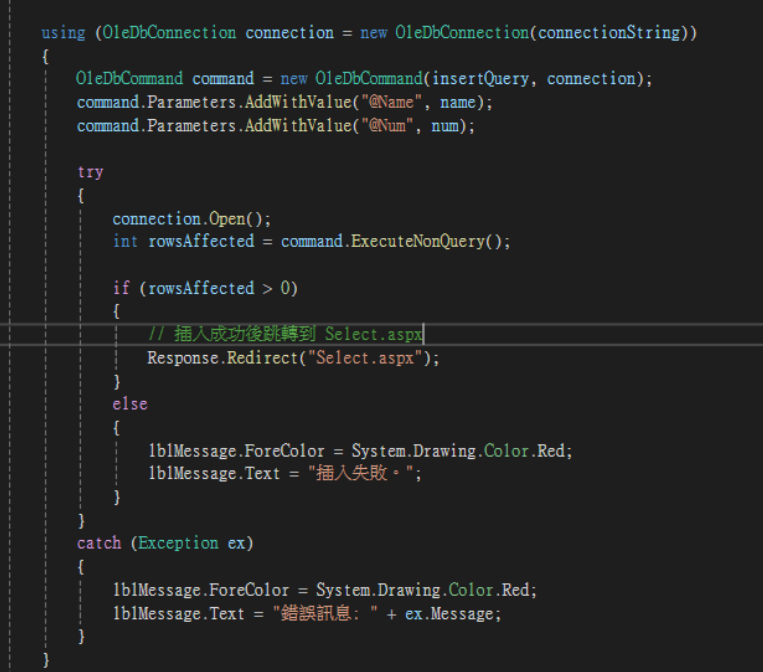 using (OleDbConnection connection = new OleDbConnection(connectionString))
{
OleDbCommand command = new OleDbCommand(insertQuery, connection);
command.Parameters.AddWithValue("@Name", name);
command.Parameters.AddWithValue("@Num", num);
try
{
connection.Open();
int rowsAffected = command.ExecuteNonQuery();
if (rowsAffected > 0)
{
// 插入成功後跳轉到 Select.aspx
Response.Redirect("Select.aspx");
}
else
{
lblMessage.ForeColor = System.Drawing.Color.Red;
lblMessage.Text = "插入失敗。";
}
}
catch (Exception ex)
{
lblMessage.ForeColor = System.Drawing.Color.Red;
lblMessage.Text = "錯誤訊息: " + ex.Message;
}
}